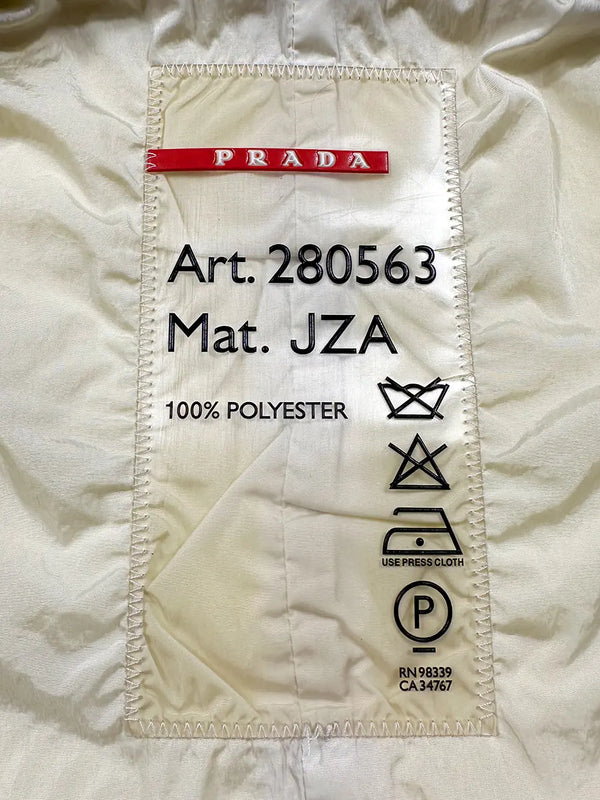 PRADA
Art. 280563
Mat. JZA
100% POLYESTER
USE PRESS CLOTH
P
RN 98339
CA 34767